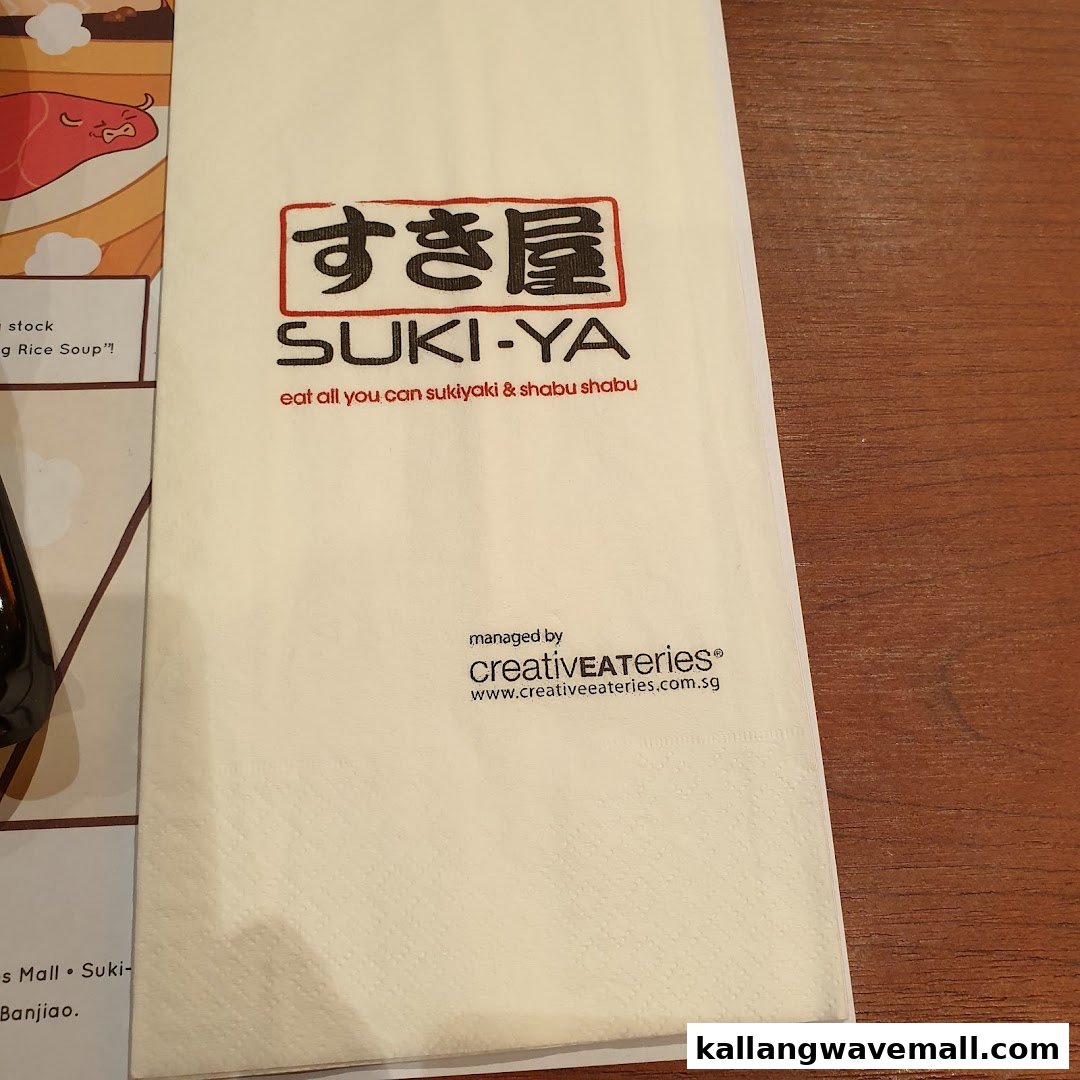 すき屋
SUKI-YA
eat all you can sukiyaki & shabu shabu
managed by
creativEATeries®
www.creativeeateries.com.sg
stock
g Rice Soup"!
s Mall • Suki-
Banjiao.
kallangwavemall.com